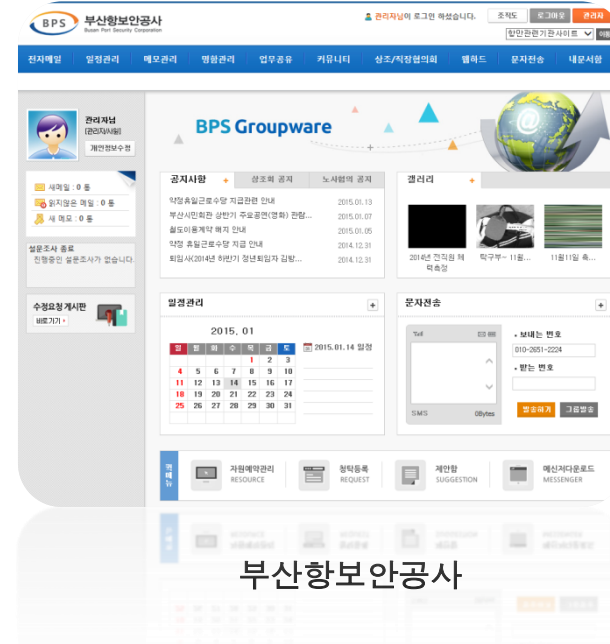 BPS 부산항보안공사
Busan Port Security Corporation
관리자님이 로그인 하셨습니다.
조직도 로그아웃 관리자
항만관련기관사이트 이동
전자메일 일정관리 메모관리 명함관리 업무공유 커뮤니티 상조/직장협의회 웹하드 문자전송 내문서함
관리자님
[관리자/사원]
개인정보수정
새메일 : 0 통
읽지않은 메일 : 0 통
새 메모 : 0 통
설문조사 종료
진행중인 설문조사가 없습니다.
수정요청 게시판
바로가기
BPS Groupware
공지사항 + 상조회 공지 노사협의 공지
약정휴일근로수당 지급관련 안내 2015.01.13
부산시민회관 상반기 주요공연(영화) 관람... 2015.01.07
철도이용계약 해지 안내 2015.01.05
약정 휴일근로수당 지급 안내 2014.12.31
퇴임사(2014년 하반기 정년퇴임자 김방... 2014.12.31
갤러리 +
2014년 전직원 체력측정
탁구부~ 11월...
11월11일 축...
일정관리 +
2015. 01
일 월 화 수 목 금 토
1 2 3
4 5 6 7 8 9 10
11 12 13 14 15 16 17
18 19 20 21 22 23 24
25 26 27 28 29 30 31
2015.01.14 일정
문자전송 +
SMS 0Bytes
보내는 번호
010-2651-2224
받는 번호
발송하기 그룹발송
퀵메뉴
자원예약관리
RESOURCE
청탁등록
REQUEST
제안함
SUGGESTION
메신저다운로드
MESSENGER
부산항보안공사